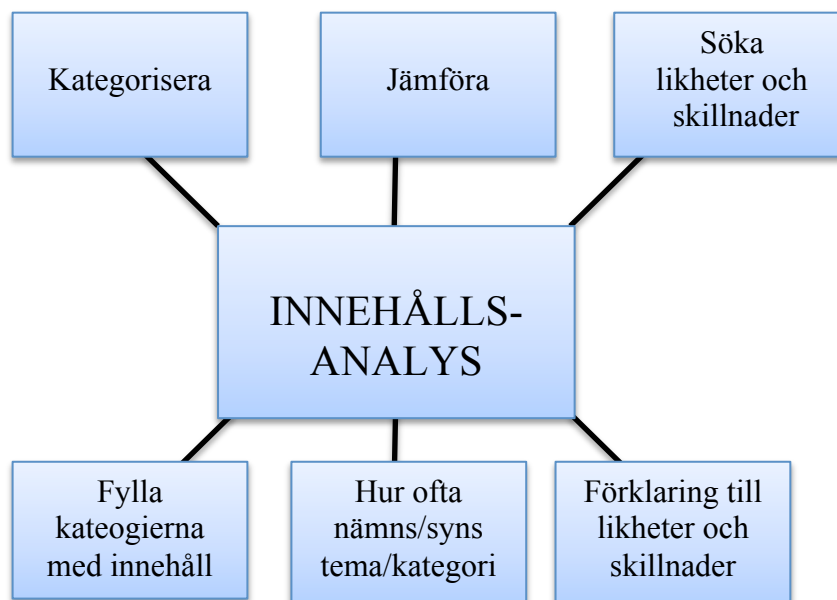 Kategorisera
Jämföra
Söka
likheter och
skillnader
INNEHÅLLS-
ANALYS
Fylla
kateogierna
med innehåll
Hur ofta
nämns/syns
tema/kategori
Förklaring till
likheter och
skillnader